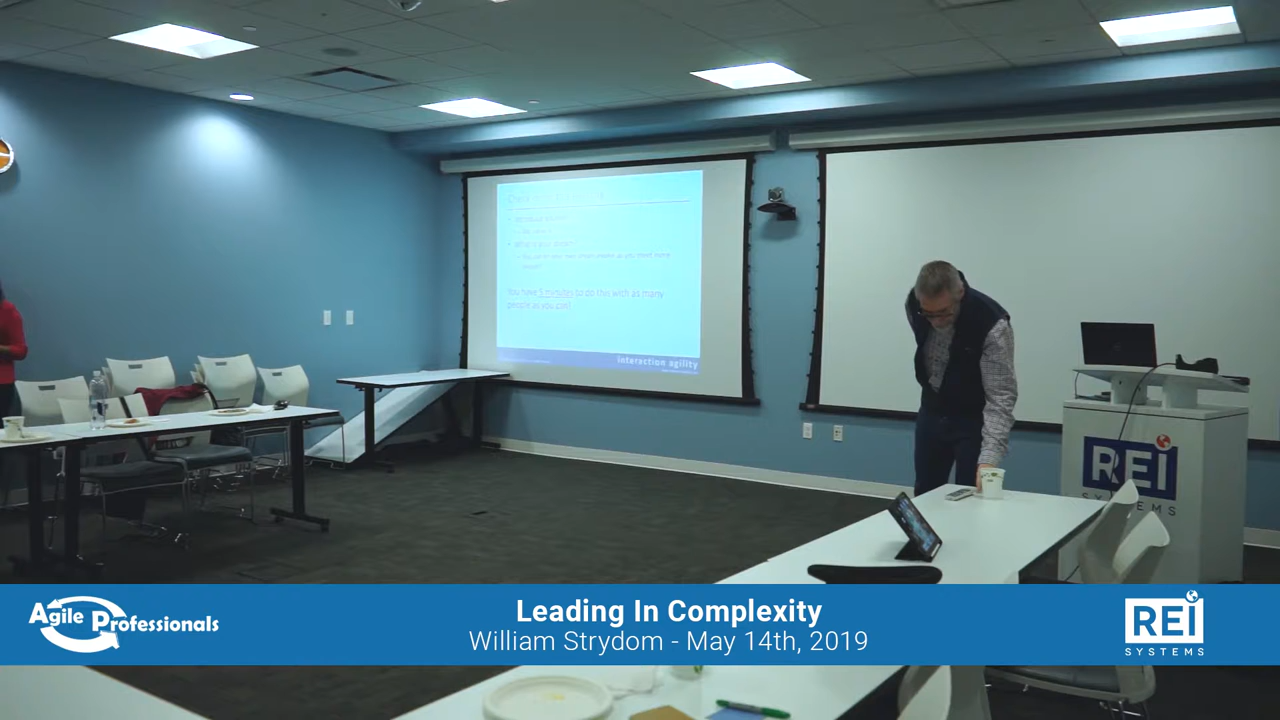 You have 5 minutes to do this with as many
people as you can!
interaction agility
REI
SYSTEMS
Agile Professionals
Leading In Complexity
William Strydom - May 14th, 2019
REI
SYSTEMS